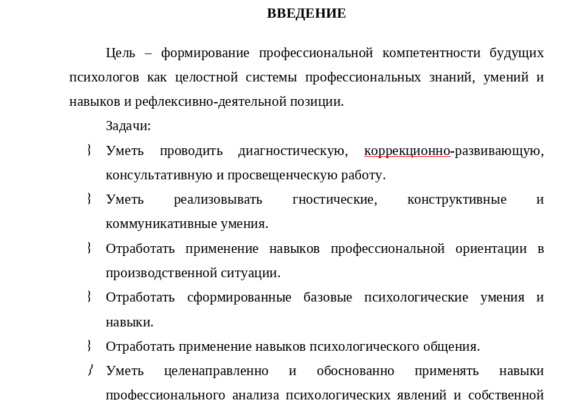 ВВЕДЕНИЕ
Цель – формирование профессиональной компетентности будущих
психологов как целостной системы профессиональных знаний, умений и
навыков и рефлексивно-деятельной позиции.
Задачи:
Уметь проводить диагностическую, коррекционно-развивающую,
консультативную и просвещенческую работу.
Уметь реализовывать гностические, конструктивные и
коммуникативные умения.
Отработать применение навыков профессиональной ориентации в
производственной ситуации.
Отработать сформированные базовые психологические умения и
навыки.
Отработать применение навыков психологического общения.
Уметь целенаправленно и обоснованно применять навыки
профессионального анализа психологических явлений и собственной